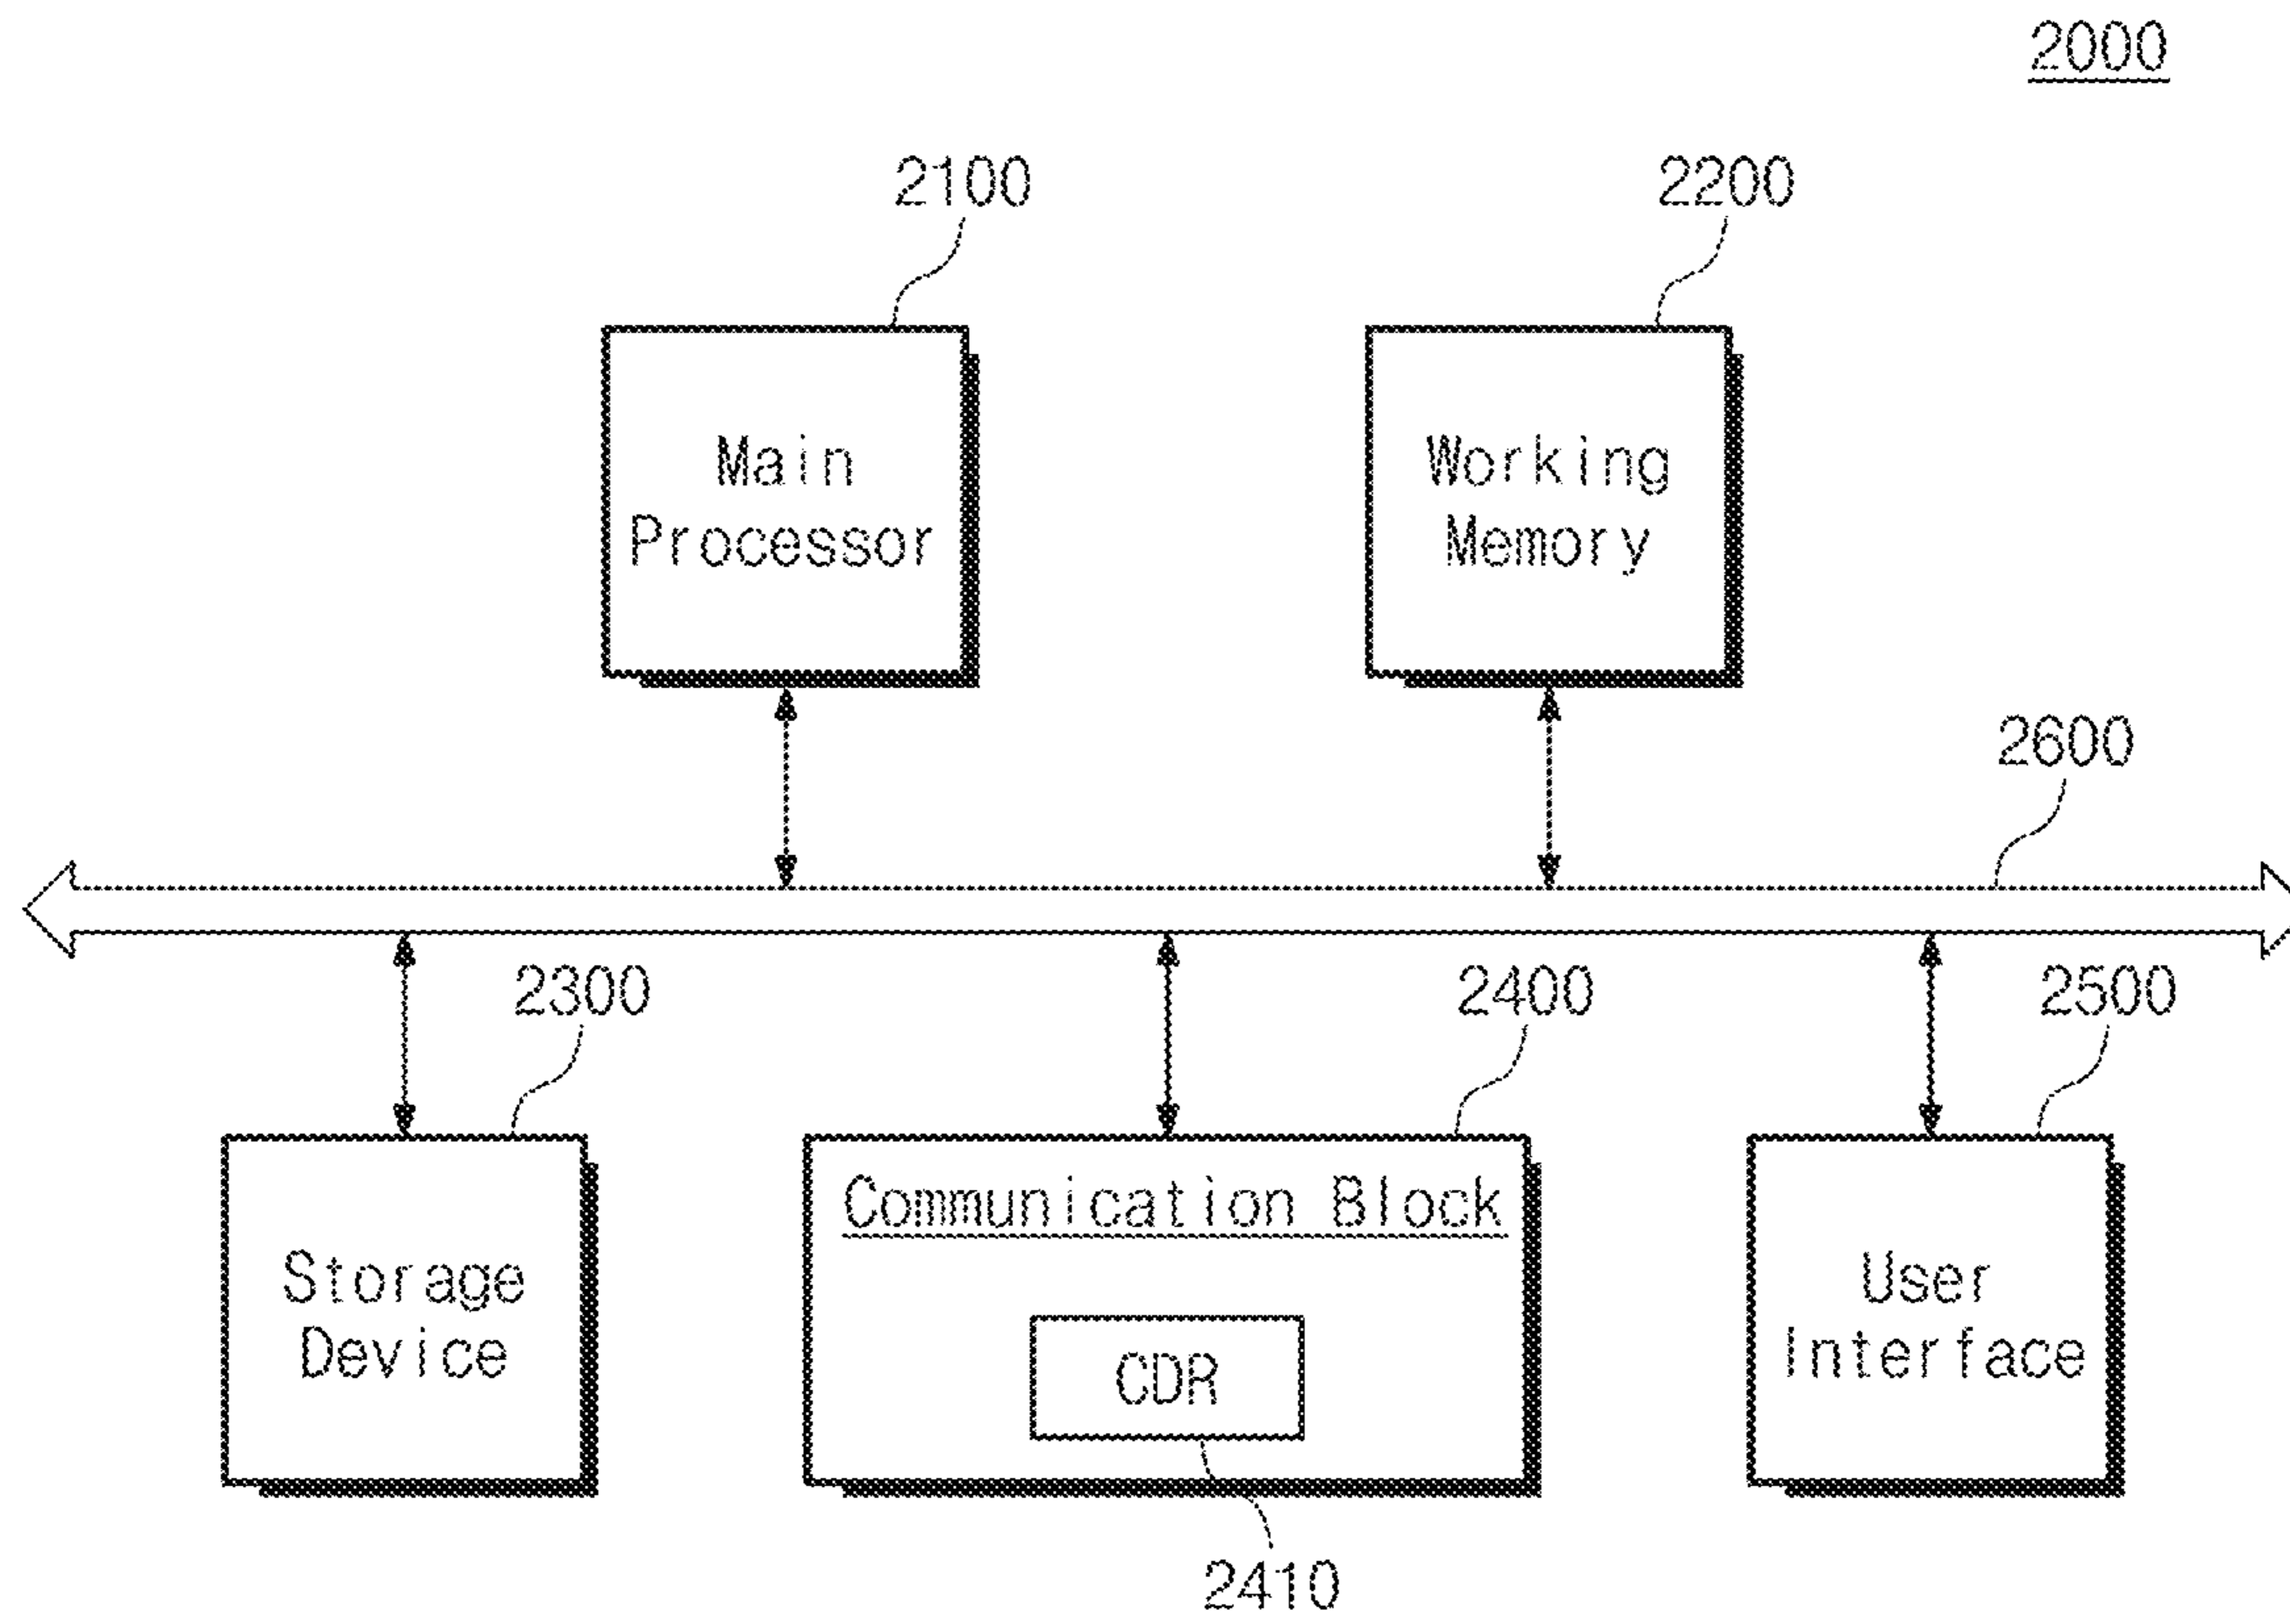 2000
2100
2200
Main
Processor
Working
Memory
2600
2300
2400
2500
Storage
Device
Communication Block
CDR
User
Interface
2410